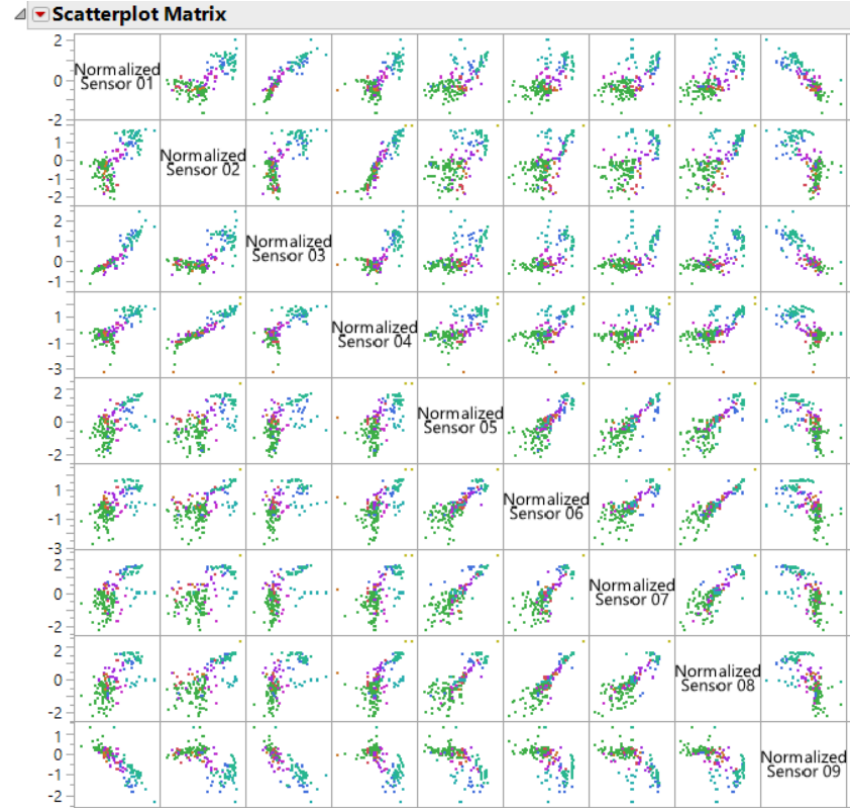 Scatterplot Matrix
2
0
-2
Normalized
Sensor 01
1
0
-1
-2
Normalized
Sensor 02
2
1
0
-1
Normalized
Sensor 03
1
-1
-3
Normalized
Sensor 04
2
0
-2
Normalized
Sensor 05
1
-1
-3
Normalized
Sensor 06
2
0
-2
Normalized
Sensor 07
2
0
-2
Normalized
Sensor 08
1
0
-1
-2
Normalized
Sensor 09